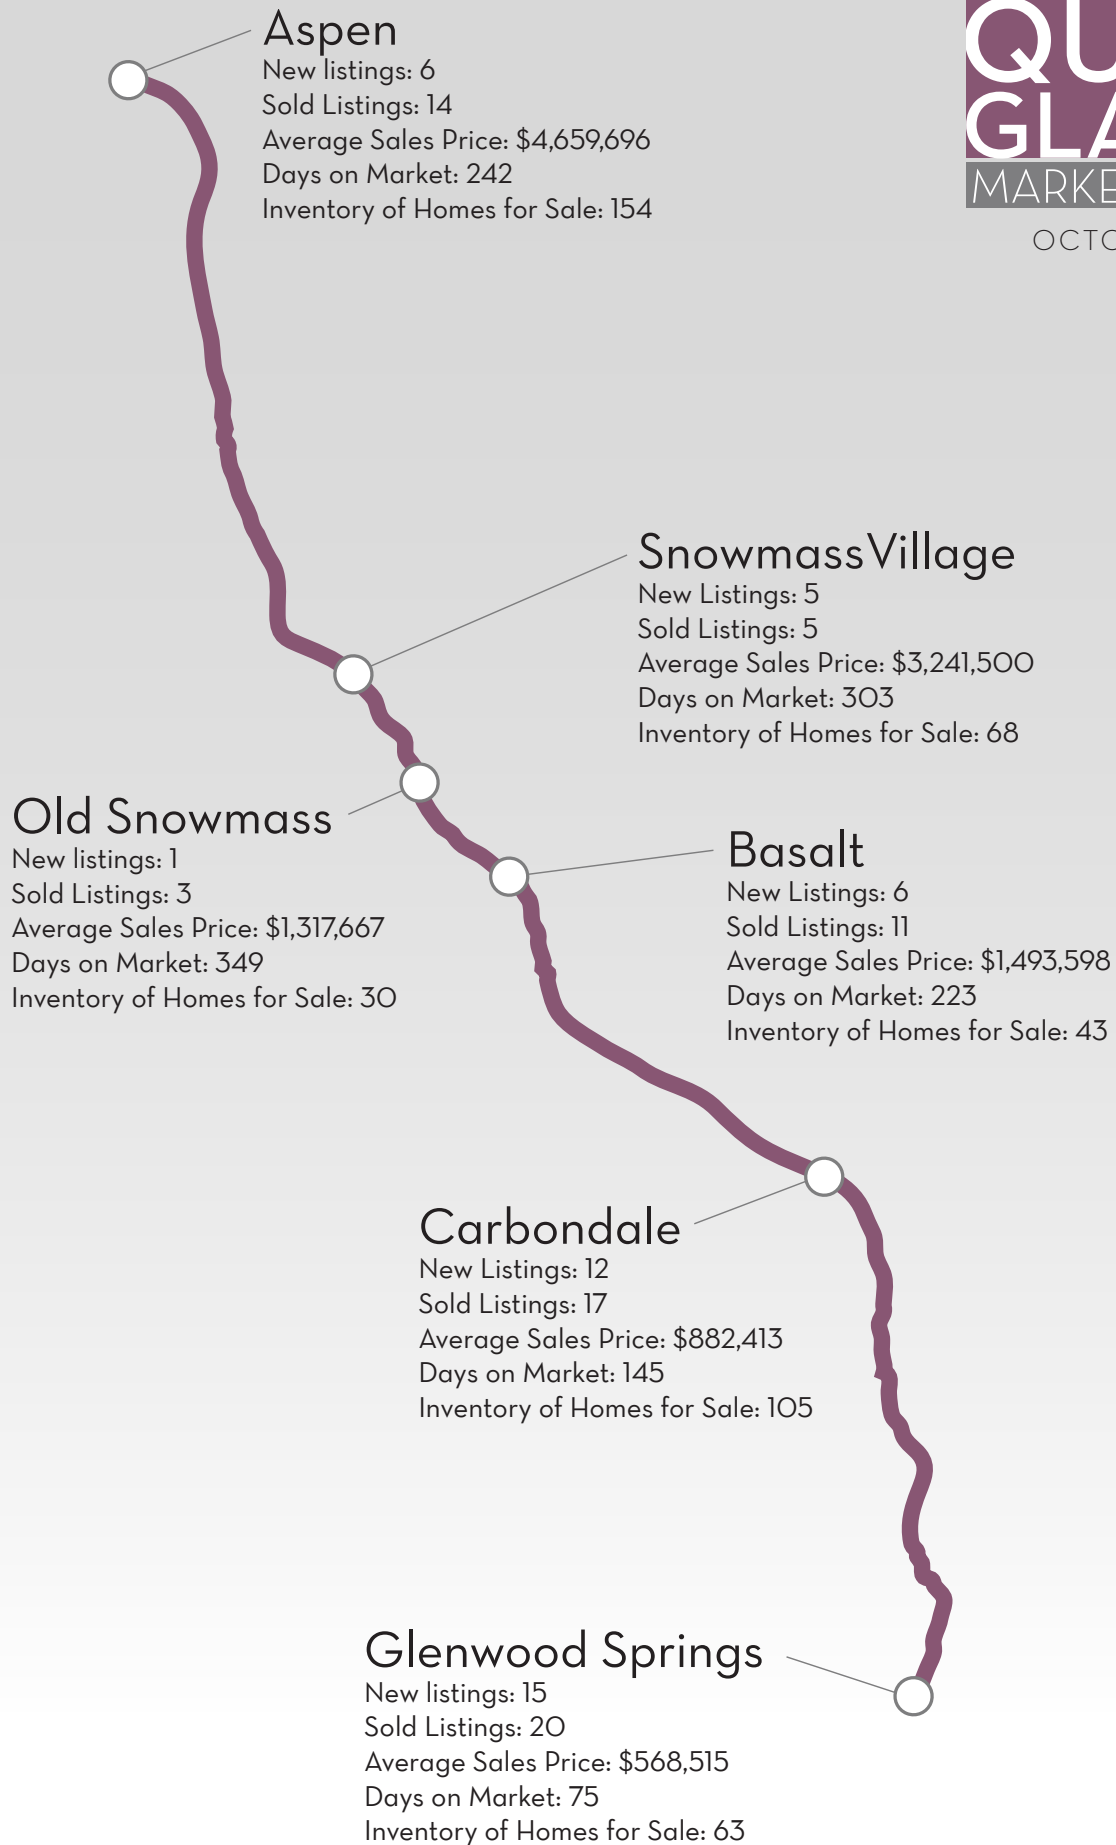 Aspen
New listings: 6
Sold Listings: 14
Average Sales Price: $4,659,696
Days on Market: 242
Inventory of Homes for Sale: 154
QU
GLA
MARKE
OCTO
Snowmass Village
New Listings: 5
Sold Listings: 5
Average Sales Price: $3,241,500
Days on Market: 303
Inventory of Homes for Sale: 68
Old Snowmass
New listings: 1
Sold Listings: 3
Average Sales Price: $1,317,667
Days on Market: 349
Inventory of Homes for Sale: 30
Basalt
New Listings: 6
Sold Listings: 11
Average Sales Price: $1,493,598
Days on Market: 223
Inventory of Homes for Sale: 43
Carbondale
New Listings: 12
Sold Listings: 17
Average Sales Price: $882,413
Days on Market: 145
Inventory of Homes for Sale: 105
Glenwood Springs
New listings: 15
Sold Listings: 20
Average Sales Price: $568,515
Days on Market: 75
Inventory of Homes for Sale: 63